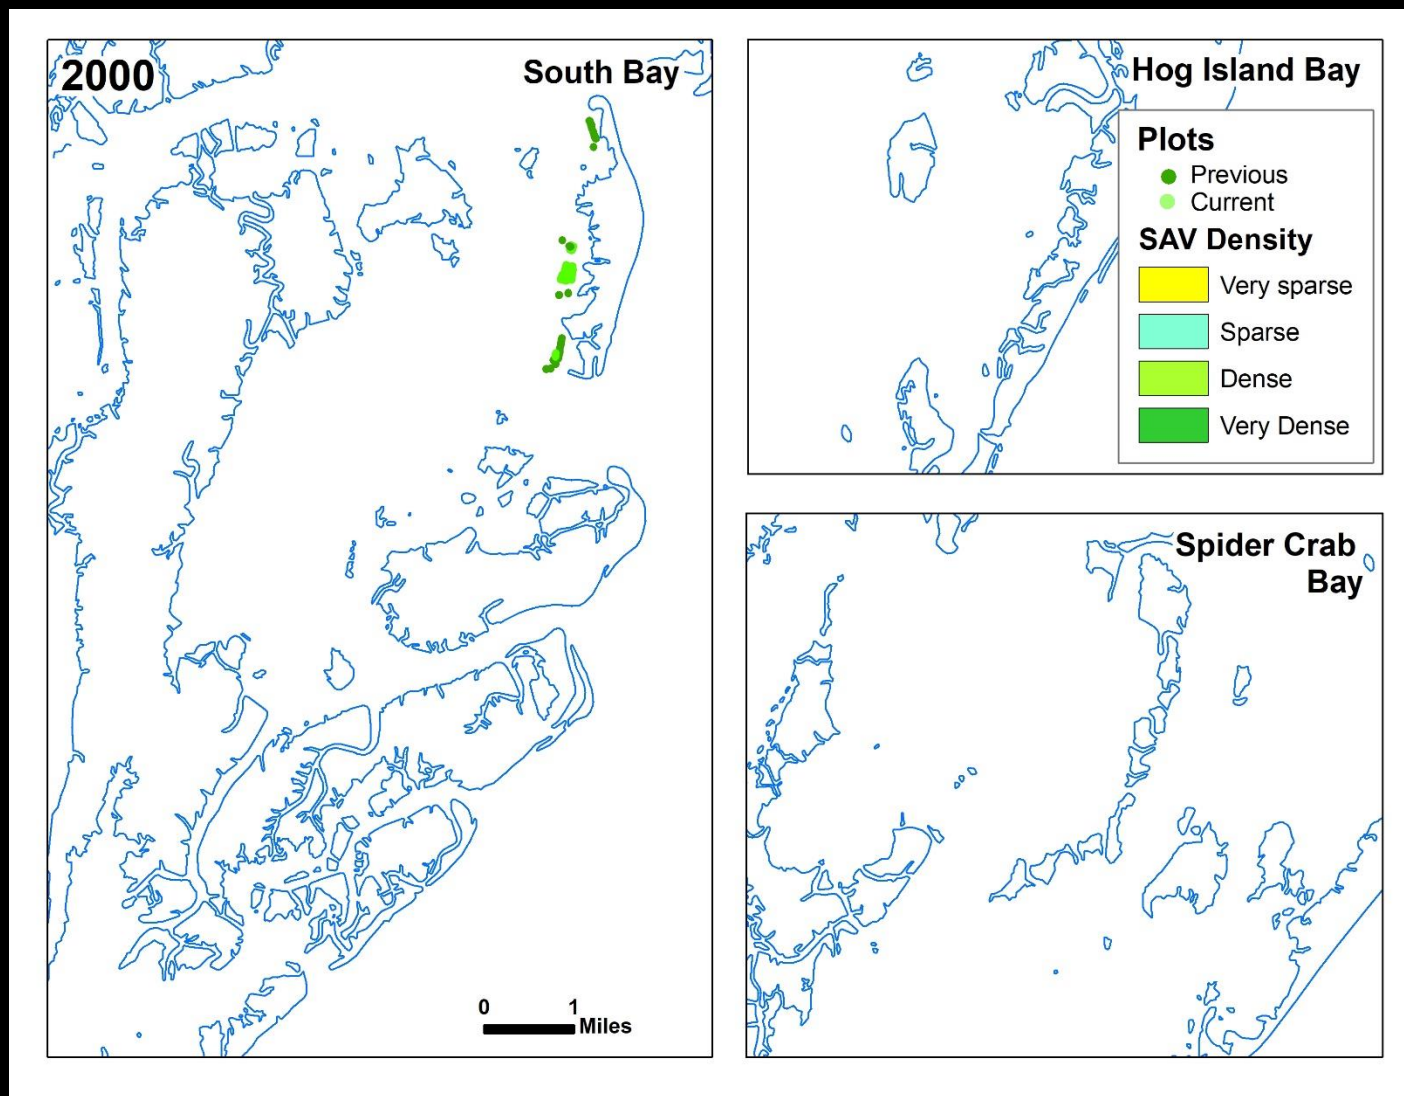 2000
South Bay
0 1
Miles
Hog Island Bay
Plots
Previous
Current
SAV Density
Very sparse
Sparse
Dense
Very Dense
Spider Crab
Bay